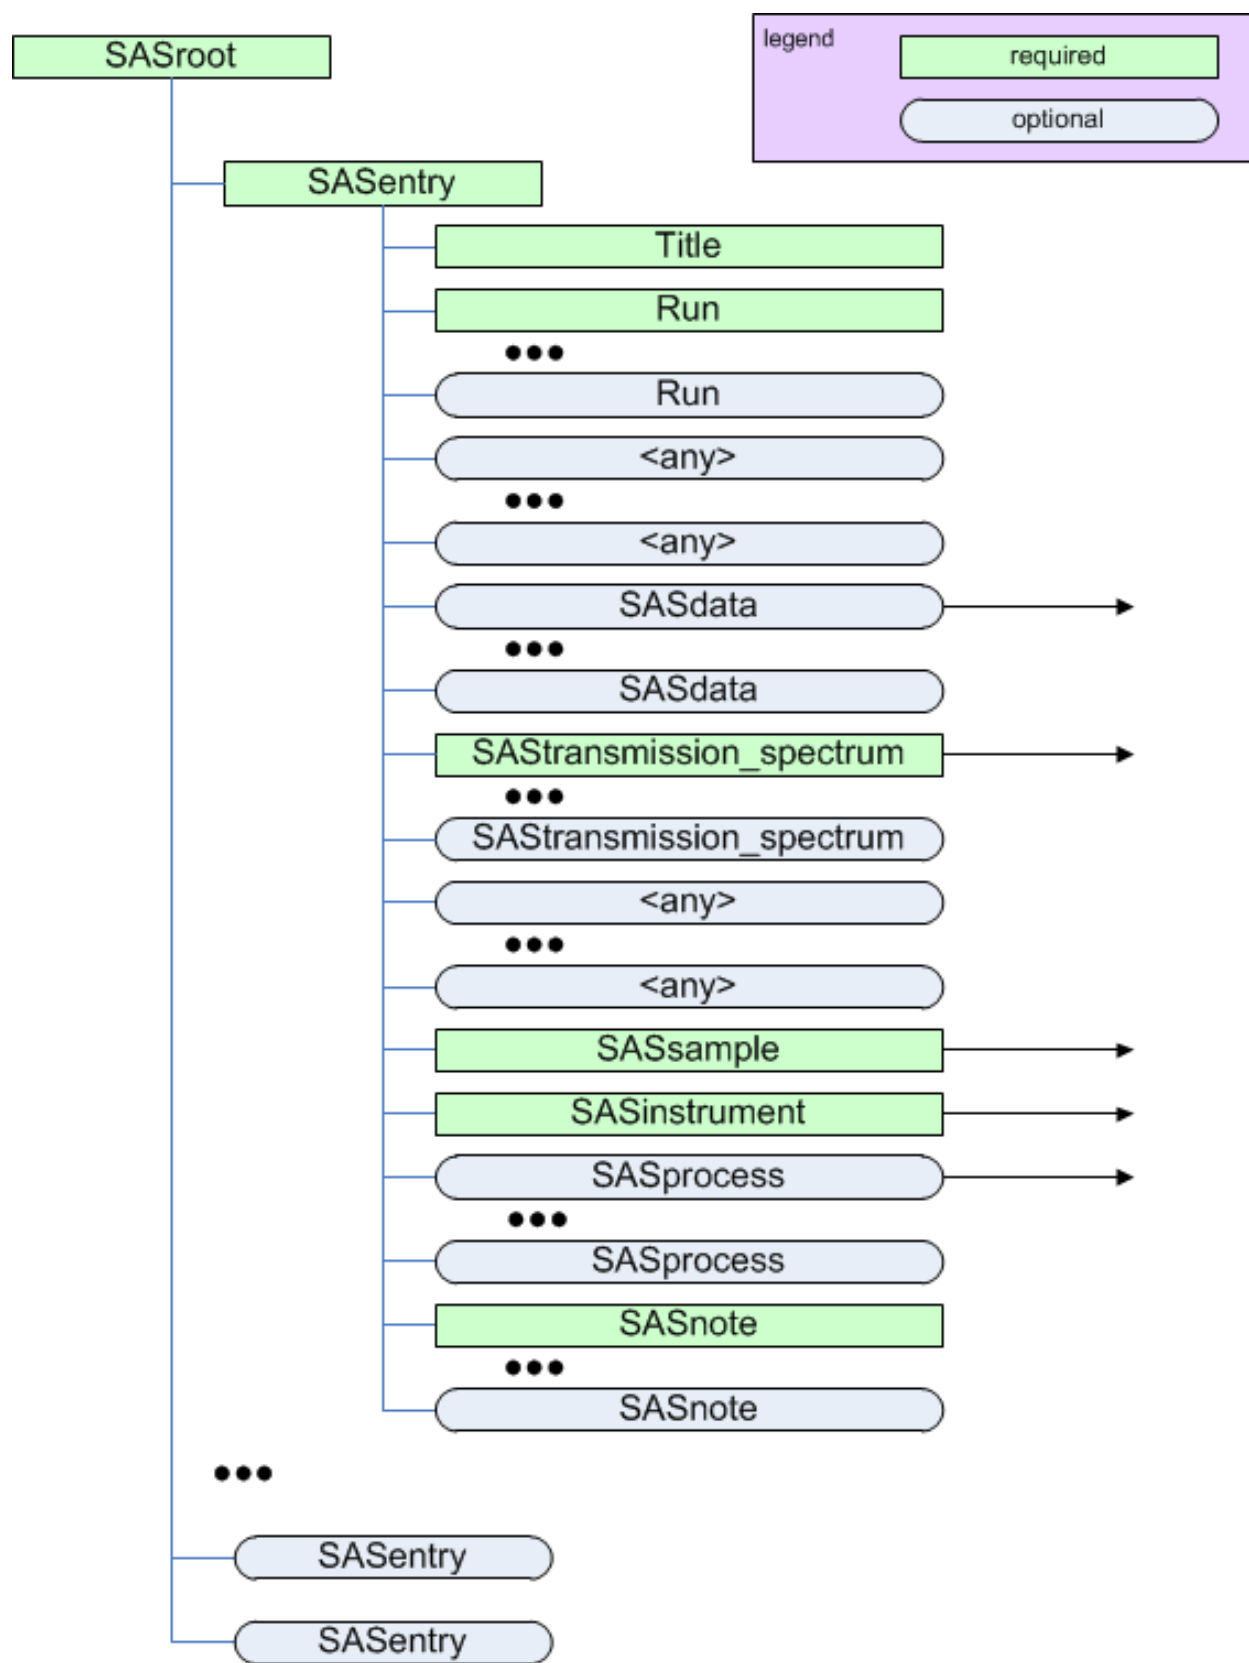 SASroot
legend
required
optional
SASentry
Title
Run
Run
<any>
<any>
SASdata
SASdata
SAStransmission_spectrum
SAStransmission_spectrum
<any>
<any>
SASsample
SASinstrument
SASprocess
SASprocess
SASnote
SASnote
SASentry
SASentry